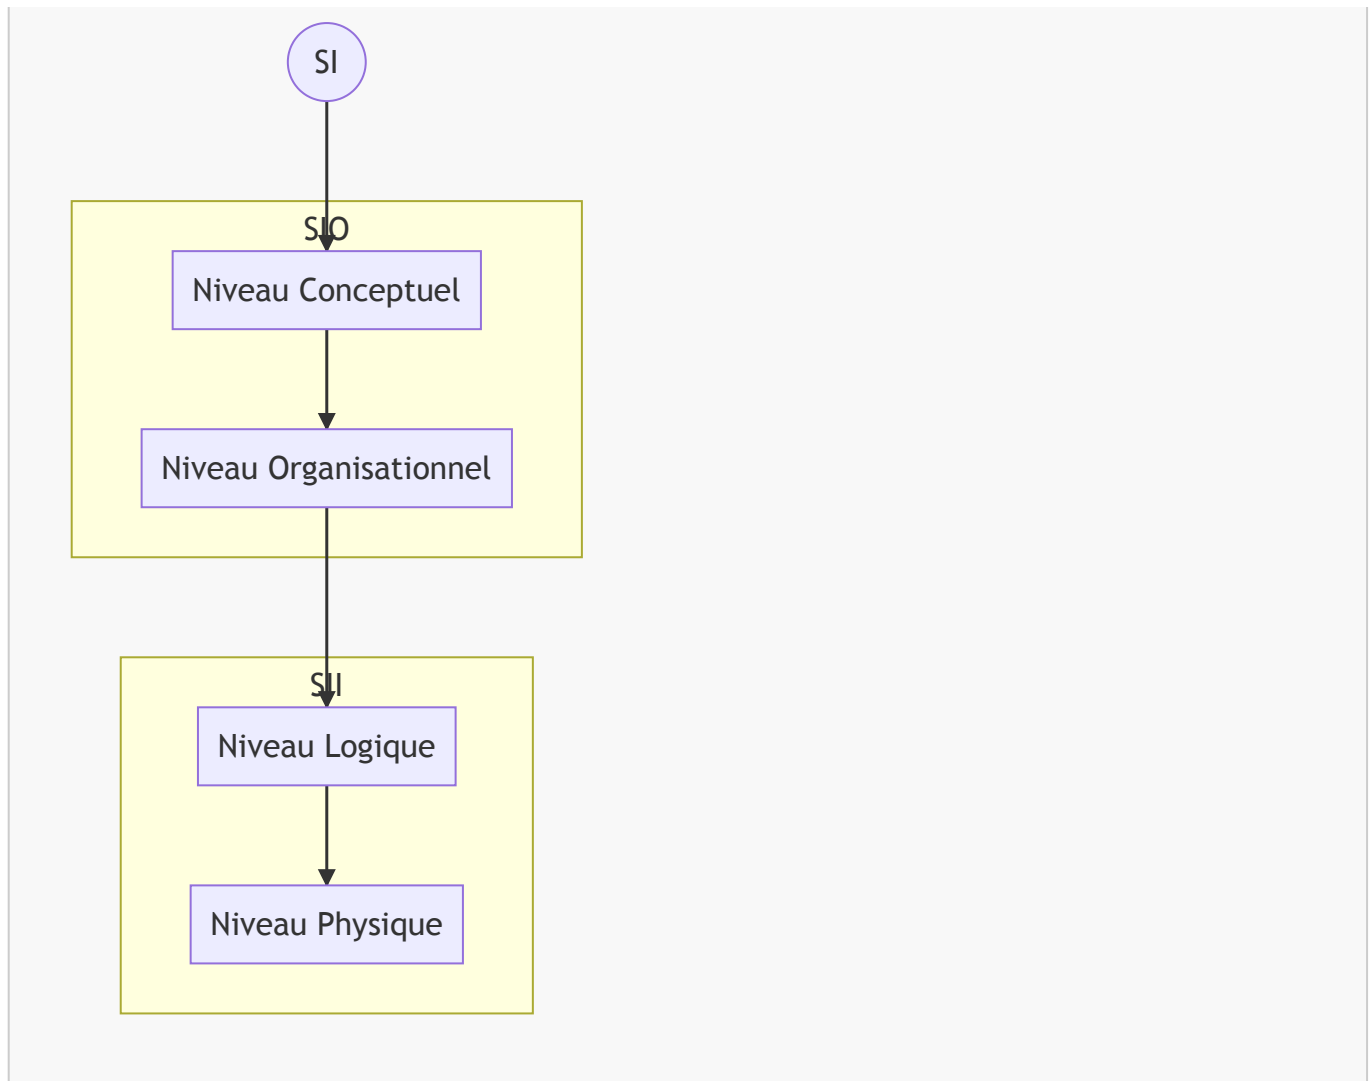 SI
SIO
Niveau Conceptuel
Niveau Organisationnel
SII
Niveau Logique
Niveau Physique